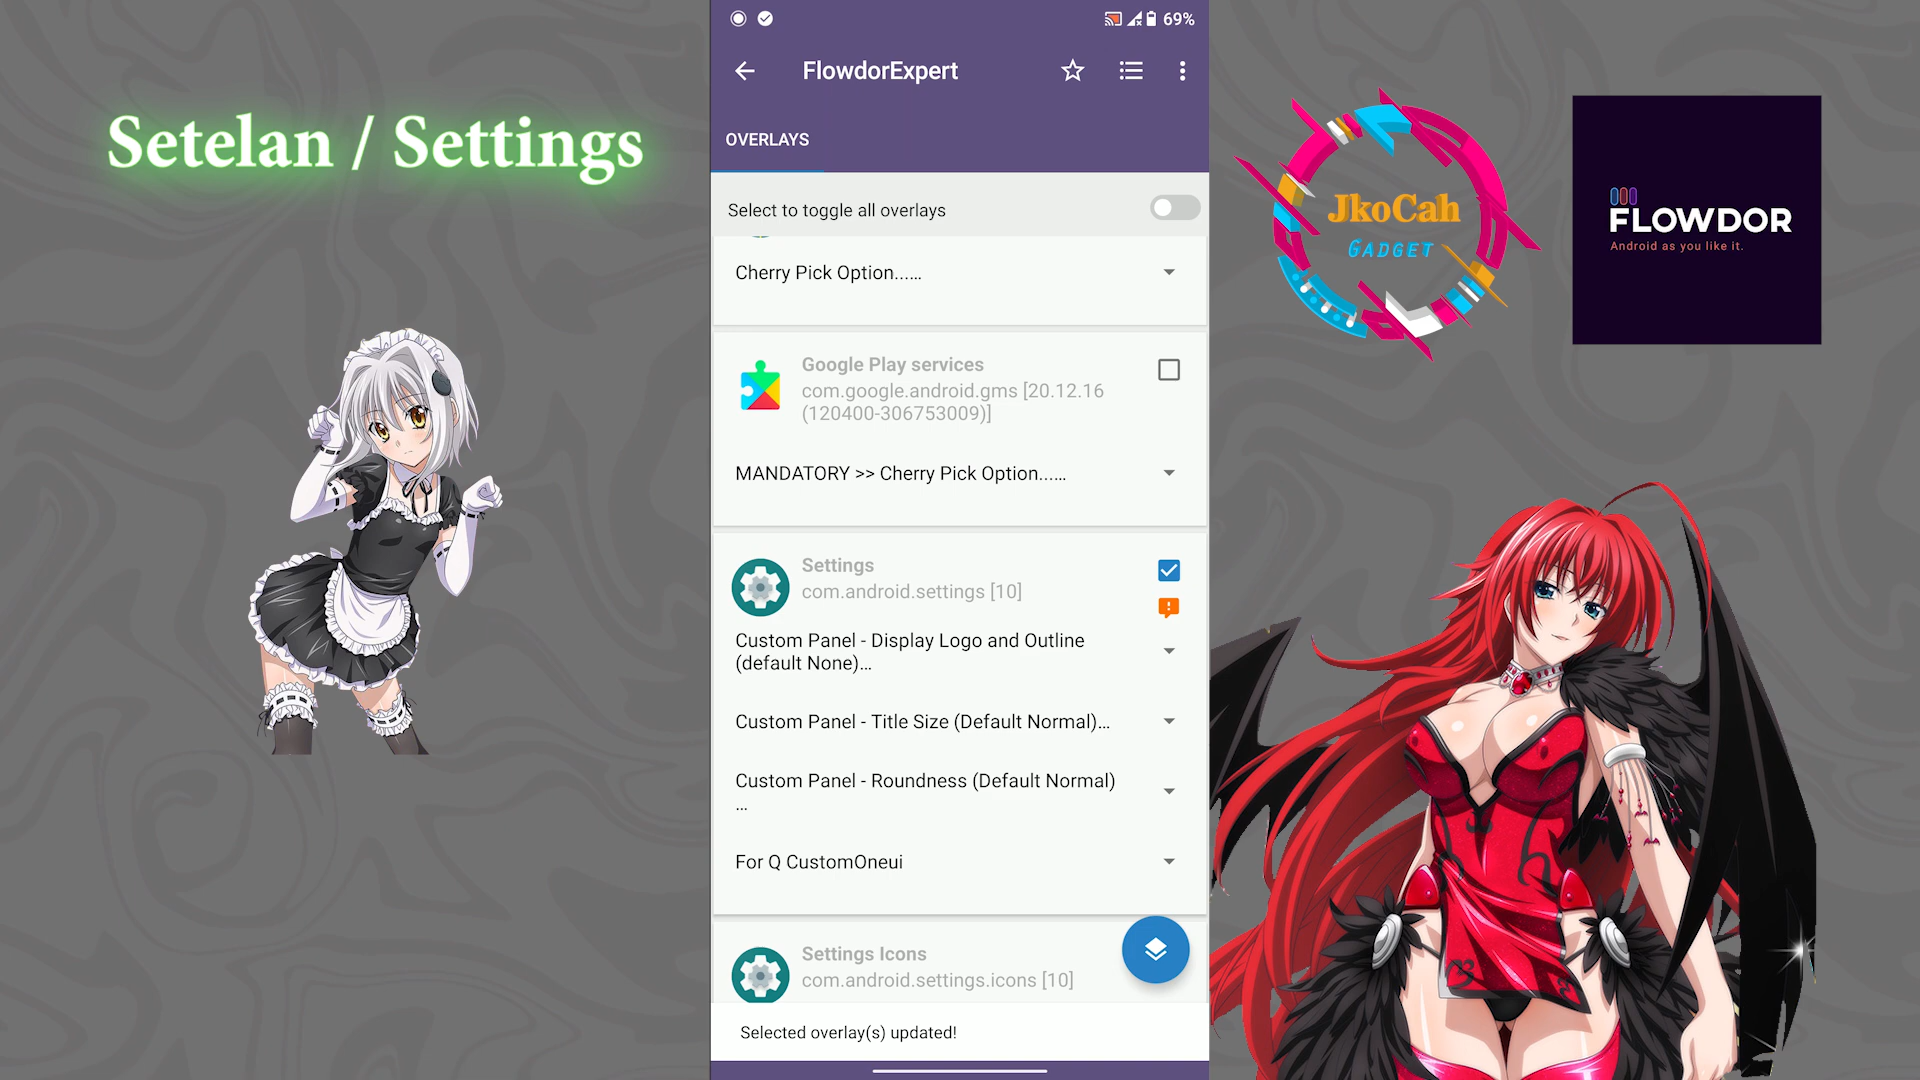 Setelan / Settings
69%
FlowdorExpert
OVERLAYS
Select to toggle all overlays
Cherry Pick Option......
Google Play services
com.google.android.gms [20.12.16
(120400-306753009)]
MANDATORY >> Cherry Pick Option......
Settings
com.android.settings [10]
Custom Panel - Display Logo and Outline
(default None)...
Custom Panel - Title Size (Default Normal)...
Custom Panel - Roundness (Default Normal)
...
For Q CustomOneui
Settings Icons
com.android.settings.icons [10]
Selected overlay(s) updated!
JkoCah
GADGET
FLOWDOR
Android as you like it.